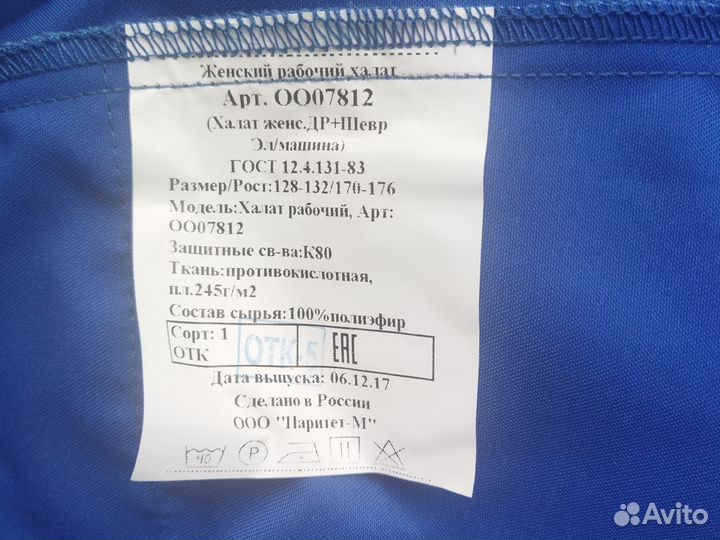 Женский рабочий халат
Арт. ОО07812
(Халат женс.ДР+Шевр
Эл/машина)
ГОСТ 12.4.131-83
Размер/Рост:128-132/170-176
Модель:Халат рабочий, Арт:
ОО07812
Защитные св-ва:К80
Ткань:противокислотная,
пл.245г/м2
Состав сырья:100%полиэфир
Сорт: 1
ОТК
ОТК-5
ЕАС
Дата выпуска: 06.12.17
Сделано в России
ООО "Паритет-М"
40 P
Avito